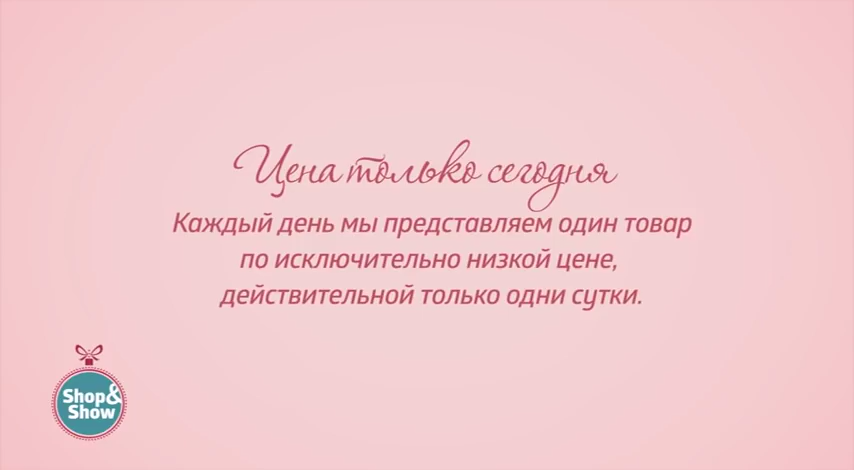 Цена только сегодня
Каждый день мы представляем один товар
по исключительно низкой цене,
действительной только одни сутки.
Shop&
Show